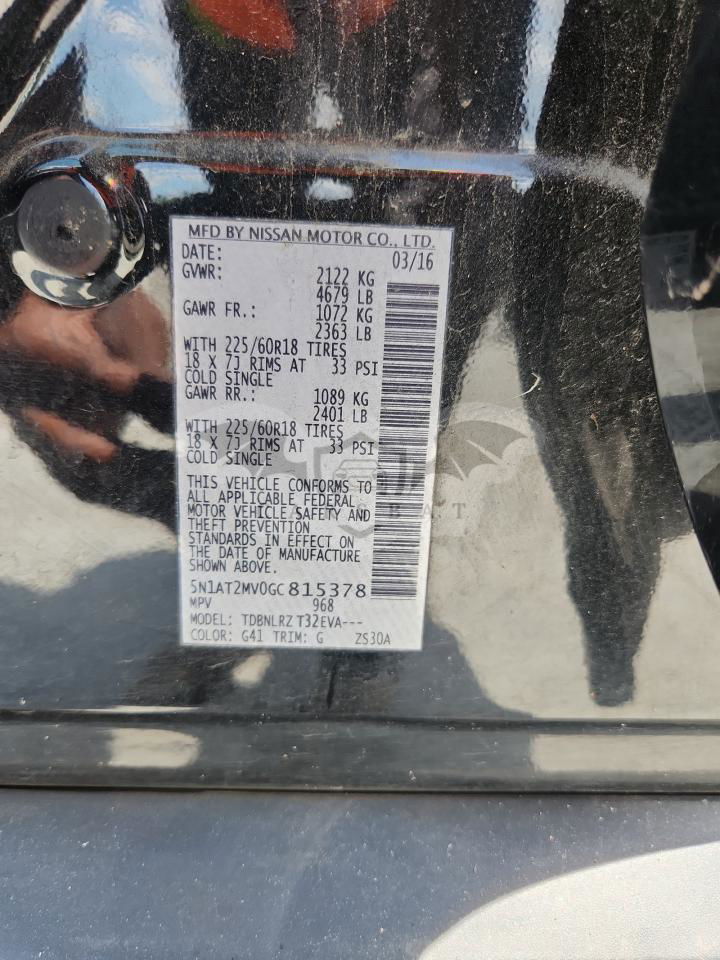 MFD BY NISSAN MOTOR CO., LTD.
DATE: 03/16
GVWR: 2122 KG
4679 LB
GAWR FR.: 1072 KG
2363 LB
WITH 225/60R18 TIRES
18 X 7J RIMS AT 33 PSI
COLD SINGLE
GAWR RR.: 1089 KG
2401 LB
WITH 225/60R18 TIRES
18 X 7J RIMS AT 33 PSI
COLD SINGLE
THIS VEHICLE CONFORMS TO
ALL APPLICABLE FEDERAL
MOTOR VEHICLE SAFETY AND
THEFT PREVENTION
STANDARDS IN EFFECT ON
THE DATE OF MANUFACTURE
SHOWN ABOVE.
5N1AT2MV0GC815378
MPV 968
MODEL: TDBNLRZ T32EVA---
COLOR: G41 TRIM: G ZS30A